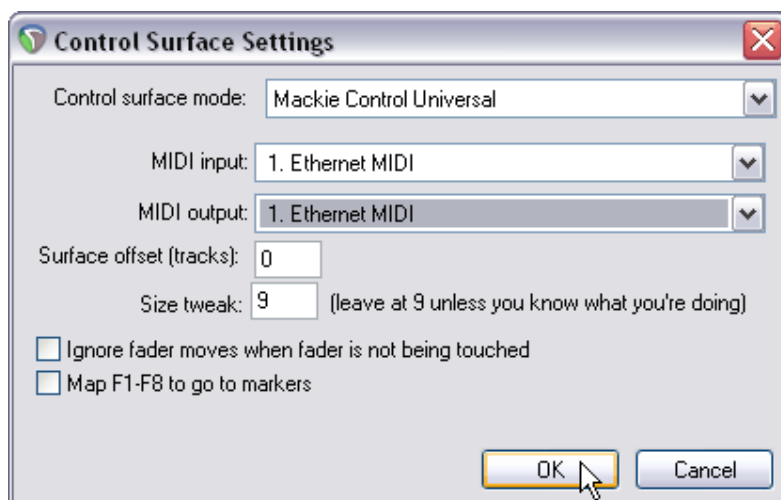 Control Surface Settings
Control surface mode: Mackie Control Universal
MIDI input: 1. Ethernet MIDI
MIDI output: 1. Ethernet MIDI
Surface offset (tracks): 0
Size tweak: 9 (leave at 9 unless you know what you're doing)
Ignore fader moves when fader is not being touched
Map F1-F8 to go to markers
OK Cancel